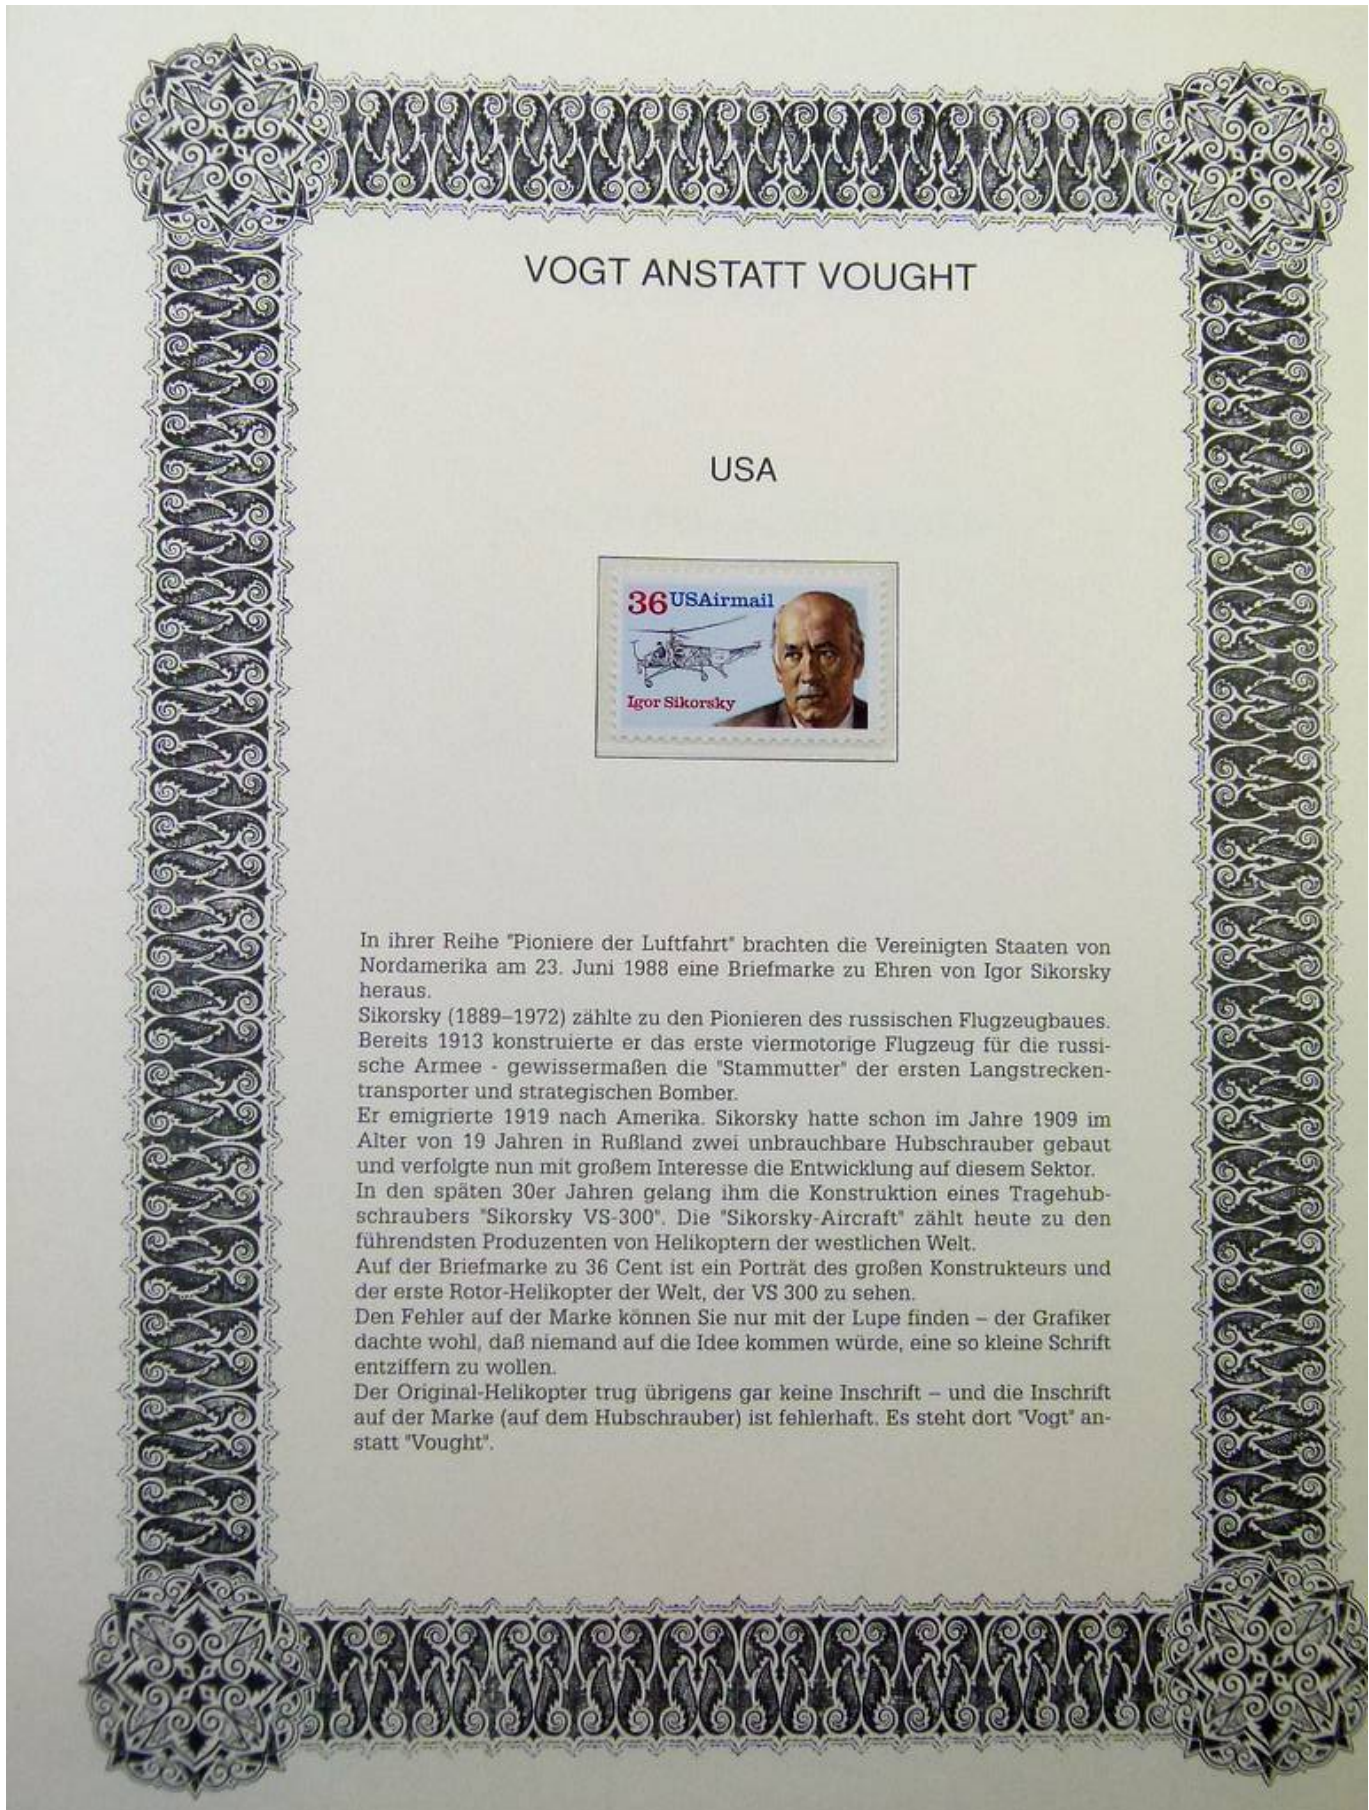 VOGT ANSTATT VOUGHT
USA
36 USAirmail
Igor Sikorsky
In ihrer Reihe "Pioniere der Luftfahrt" brachten die Vereinigten Staaten von
Nordamerika am 23. Juni 1988 eine Briefmarke zu Ehren von Igor Sikorsky
heraus.
Sikorsky (1889–1972) zählte zu den Pionieren des russischen Flugzeugbaues.
Bereits 1913 konstruierte er das erste viermotorige Flugzeug für die russi-
sche Armee - gewissermaßen die "Stammutter" der ersten Langstrecken-
transporter und strategischen Bomber.
Er emigrierte 1919 nach Amerika. Sikorsky hatte schon im Jahre 1909 im
Alter von 19 Jahren in Rußland zwei unbrauchbare Hubschrauber gebaut
und verfolgte nun mit großem Interesse die Entwicklung auf diesem Sektor.
In den späten 30er Jahren gelang ihm die Konstruktion eines Tragehub-
schraubers "Sikorsky VS-300". Die "Sikorsky-Aircraft" zählt heute zu den
führendsten Produzenten von Helikoptern der westlichen Welt.
Auf der Briefmarke zu 36 Cent ist ein Porträt des großen Konstrukteurs und
der erste Rotor-Helikopter der Welt, der VS 300 zu sehen.
Den Fehler auf der Marke können Sie nur mit der Lupe finden – der Grafiker
dachte wohl, daß niemand auf die Idee kommen würde, eine so kleine Schrift
entziffern zu wollen.
Der Original-Helikopter trug übrigens gar keine Inschrift – und die Inschrift
auf der Marke (auf dem Hubschrauber) ist fehlerhaft. Es steht dort "Vogt" an-
statt "Vought".